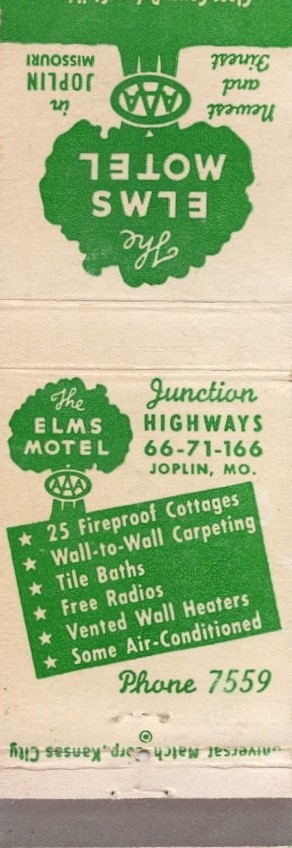 The
ELMS
MOTEL
AAA
Newest
and
Finest
in
JOPLIN
MISSOURI
The
ELMS
MOTEL
AAA
Junction
HIGHWAYS
66-71-166
JOPLIN, MO.
★ 25 Fireproof Cottages
★ Wall-to-Wall Carpeting
★ Tile Baths
★ Free Radios
★ Vented Wall Heaters
★ Some Air-Conditioned
Phone 7559
Universal Match Corp., Kansas City